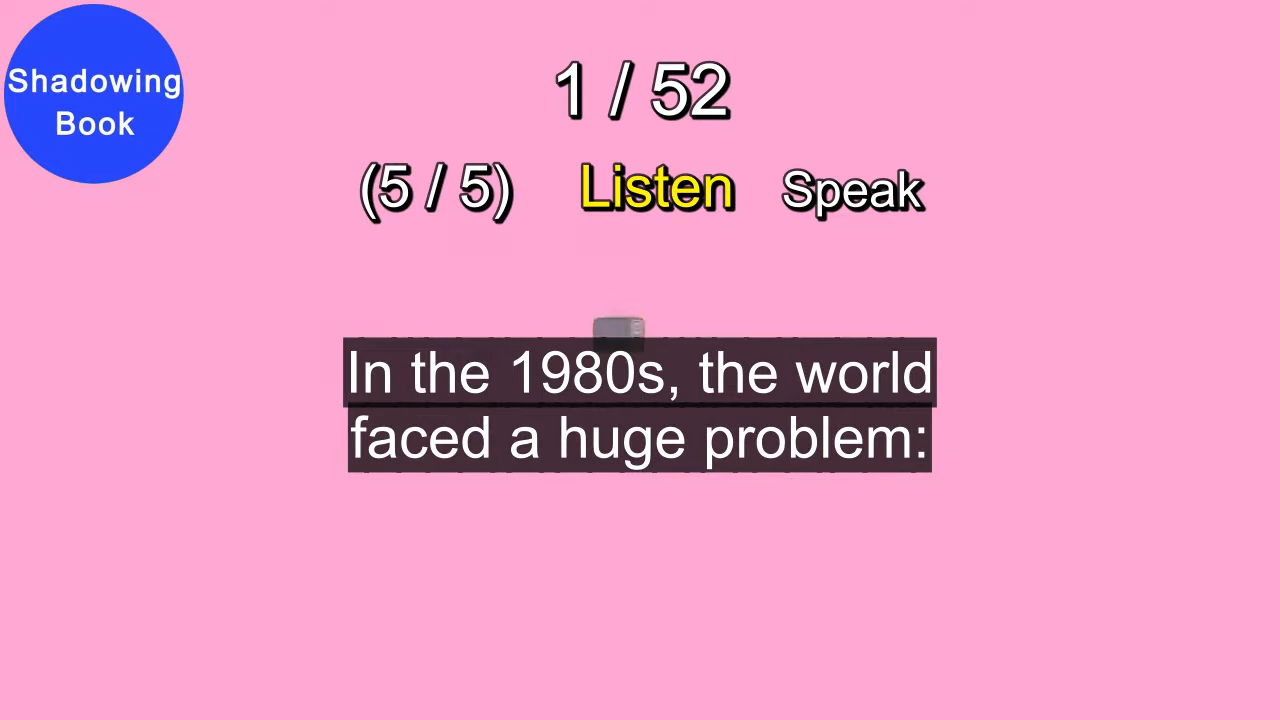 Shadowing
Book
1 / 52
(5 / 5) Listen Speak
In the 1980s, the world
faced a huge problem: